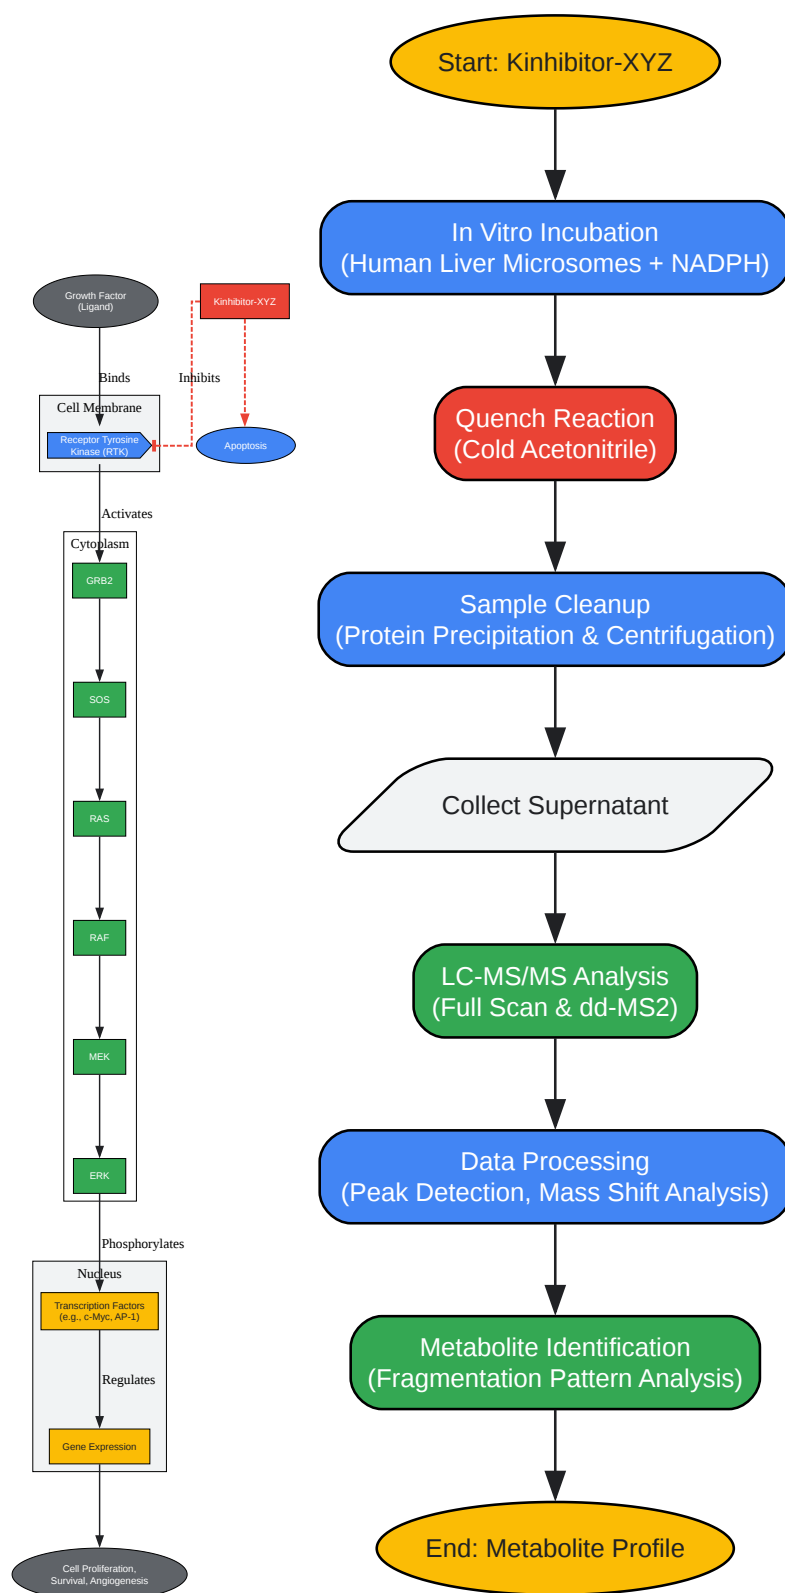 Growth Factor
(Ligand)
Kinhibitor-XYZ
Binds
Inhibits
Cell Membrane
Receptor Tyrosine
Kinase (RTK)
Apoptosis
Activates
Cytoplasm
GRB2
SOS
RAS
RAF
MEK
ERK
Phosphorylates
Nucleus
Transcription Factors
(e.g., c-Myc, AP-1)
Regulates
Gene Expression
Cell Proliferation,
Survival, Angiogenesis
Start: Kinhibitor-XYZ
In Vitro Incubation
(Human Liver Microsomes + NADPH)
Quench Reaction
(Cold Acetonitrile)
Sample Cleanup
(Protein Precipitation & Centrifugation)
Collect Supernatant
LC-MS/MS Analysis
(Full Scan & dd-MS2)
Data Processing
(Peak Detection, Mass Shift Analysis)
Metabolite Identification
(Fragmentation Pattern Analysis)
End: Metabolite Profile